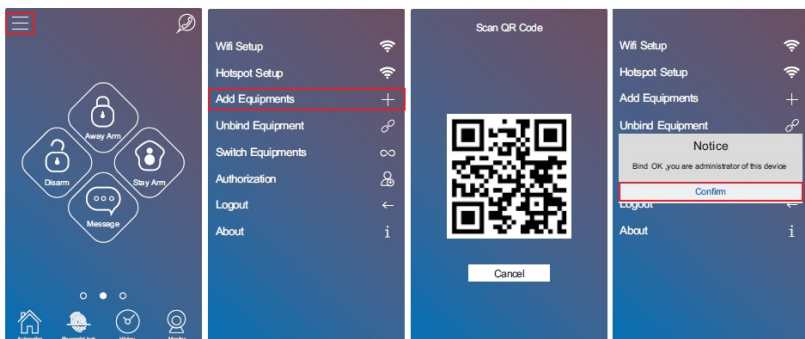 Away Arm
Disarm
Stay Arm
Message
Wifi Setup
Hotspot Setup
Add Equipments
Unbind Equipment
Switch Equipments
Authorization
Logout
About
Scan QR Code
Cancel
Wifi Setup
Hotspot Setup
Add Equipments
Unbind Equipment
Notice
Bind OK ,you are administrator of this device
Confirm
Logout
About